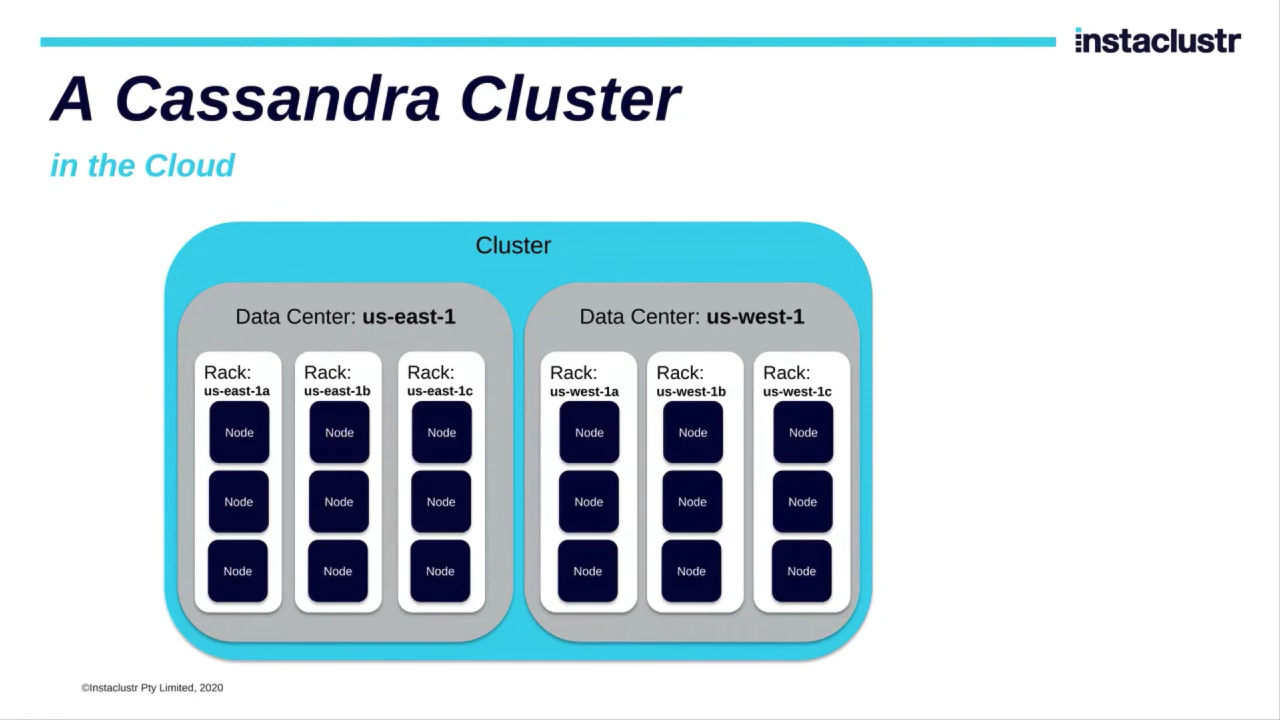 instaclustr
A Cassandra Cluster
in the Cloud
Cluster
Data Center: us-east-1
Data Center: us-west-1
Rack:
us-east-1a
Node
Node
Node
Rack:
us-east-1b
Node
Node
Node
Rack:
us-east-1c
Node
Node
Node
Rack:
us-west-1a
Node
Node
Node
Rack:
us-west-1b
Node
Node
Node
Rack:
us-west-1c
Node
Node
Node
©Instaclustr Pty Limited, 2020